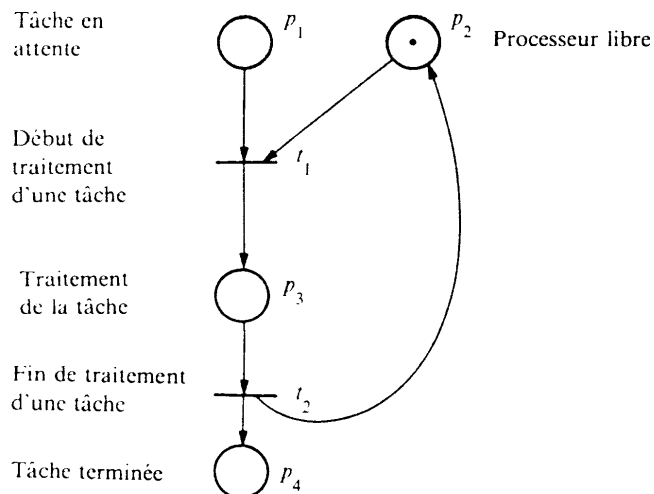 Tâche en
attente
p1
p2
Processeur libre
Début de
traitement
d'une tâche
t1
Traitement
de la tâche
p3
Fin de traitement
d'une tâche
t2
Tâche terminée
p4